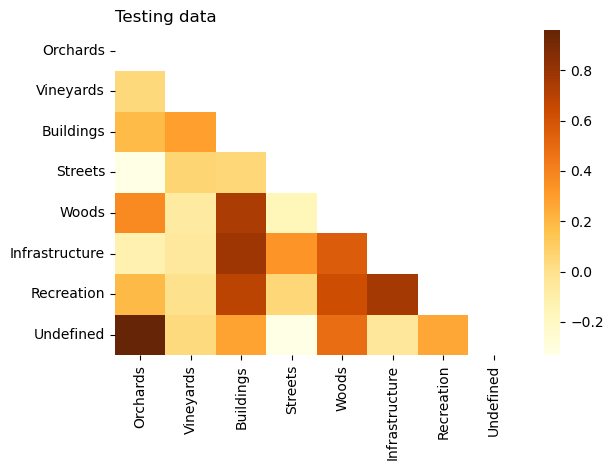 Testing data
Orchards
Vineyards
Buildings
Streets
Woods
Infrastructure
Recreation
Undefined
Orchards
Vineyards
Buildings
Streets
Woods
Infrastructure
Recreation
Undefined
0.8
0.6
0.4
0.2
0.0
−0.2